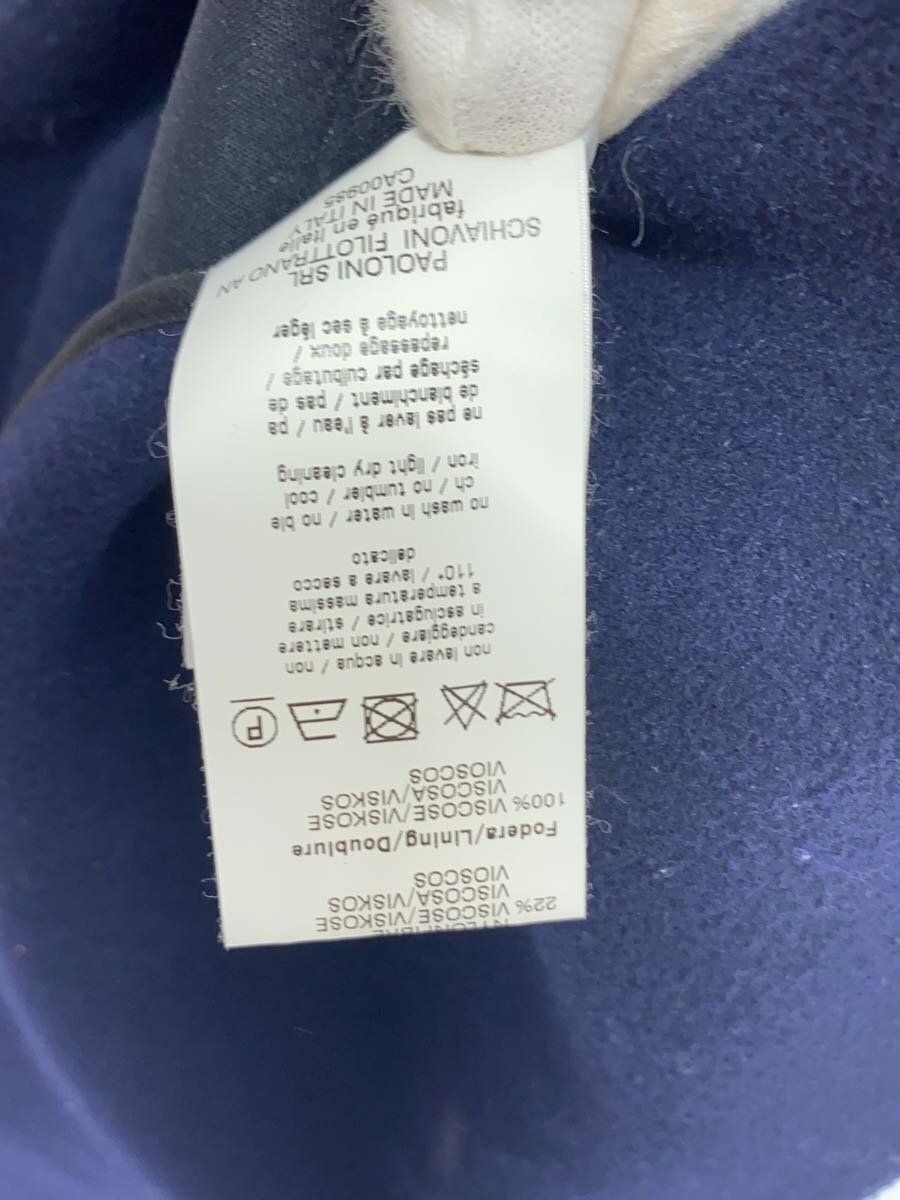 22% VISCOSE/VISKOSE
VISCOSA/VISKOS
VIOSCOS
Fodera/Lining/Doublure
100% VISCOSE/VISKOSE
VISCOSA/VISKOS
VIOSCOS
P
non lavare in acqua / non
candeggiare / non mettere
in asciugatrice / stirare
a temperatura massima
110° / lavare a secco
delicato
no wash in water / no ble
ch / no tumbler / cool
iron / light dry cleaning
ne pas laver à l'eau / pa
de blanchiment / pas de
séchage par culbutage /
repassage doux /
nettoyage à sec léger
PAOLONI SRL
SCHIAVONI FILOTTRANO AN
fabriqué en Italie
MADE IN ITALY
CA00985